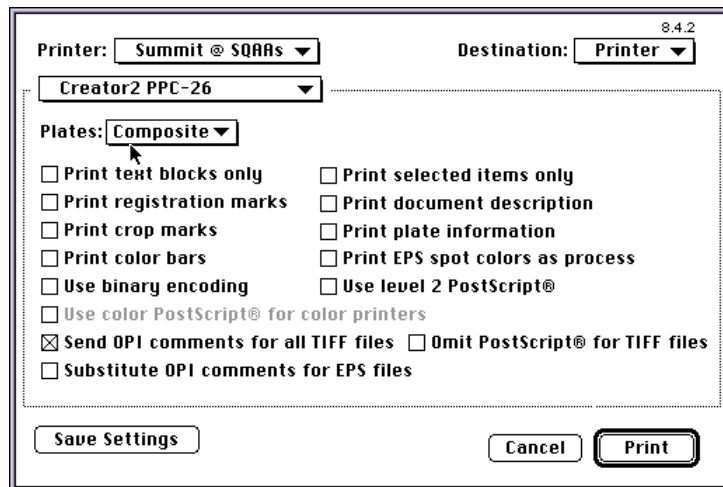 8.4.2
Printer: Summit @ SQAAs Destination: Printer
Creator2 PPC-26
Plates: Composite
Print text blocks only Print selected items only
Print registration marks Print document description
Print crop marks Print plate information
Print color bars Print EPS spot colors as process
Use binary encoding Use level 2 PostScript®
Use color PostScript® for color printers
Send OPI comments for all TIFF files Omit PostScript® for TIFF files
Substitute OPI comments for EPS files
Save Settings Cancel Print